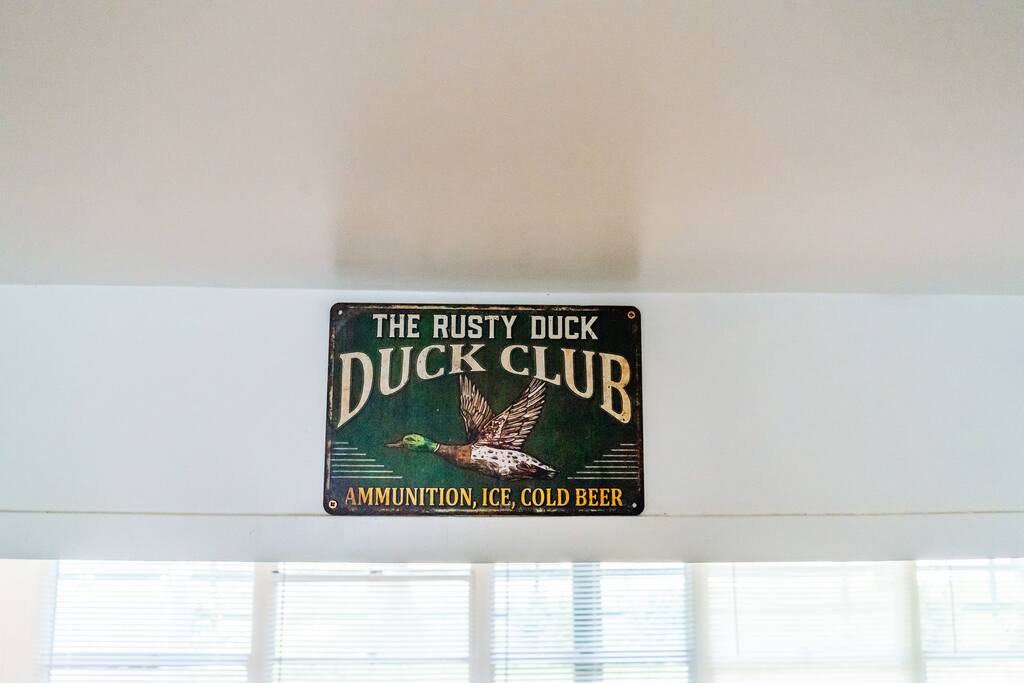 THE RUSTY DUCK
DUCK CLUB
AMMUNITION, ICE, COLD BEER